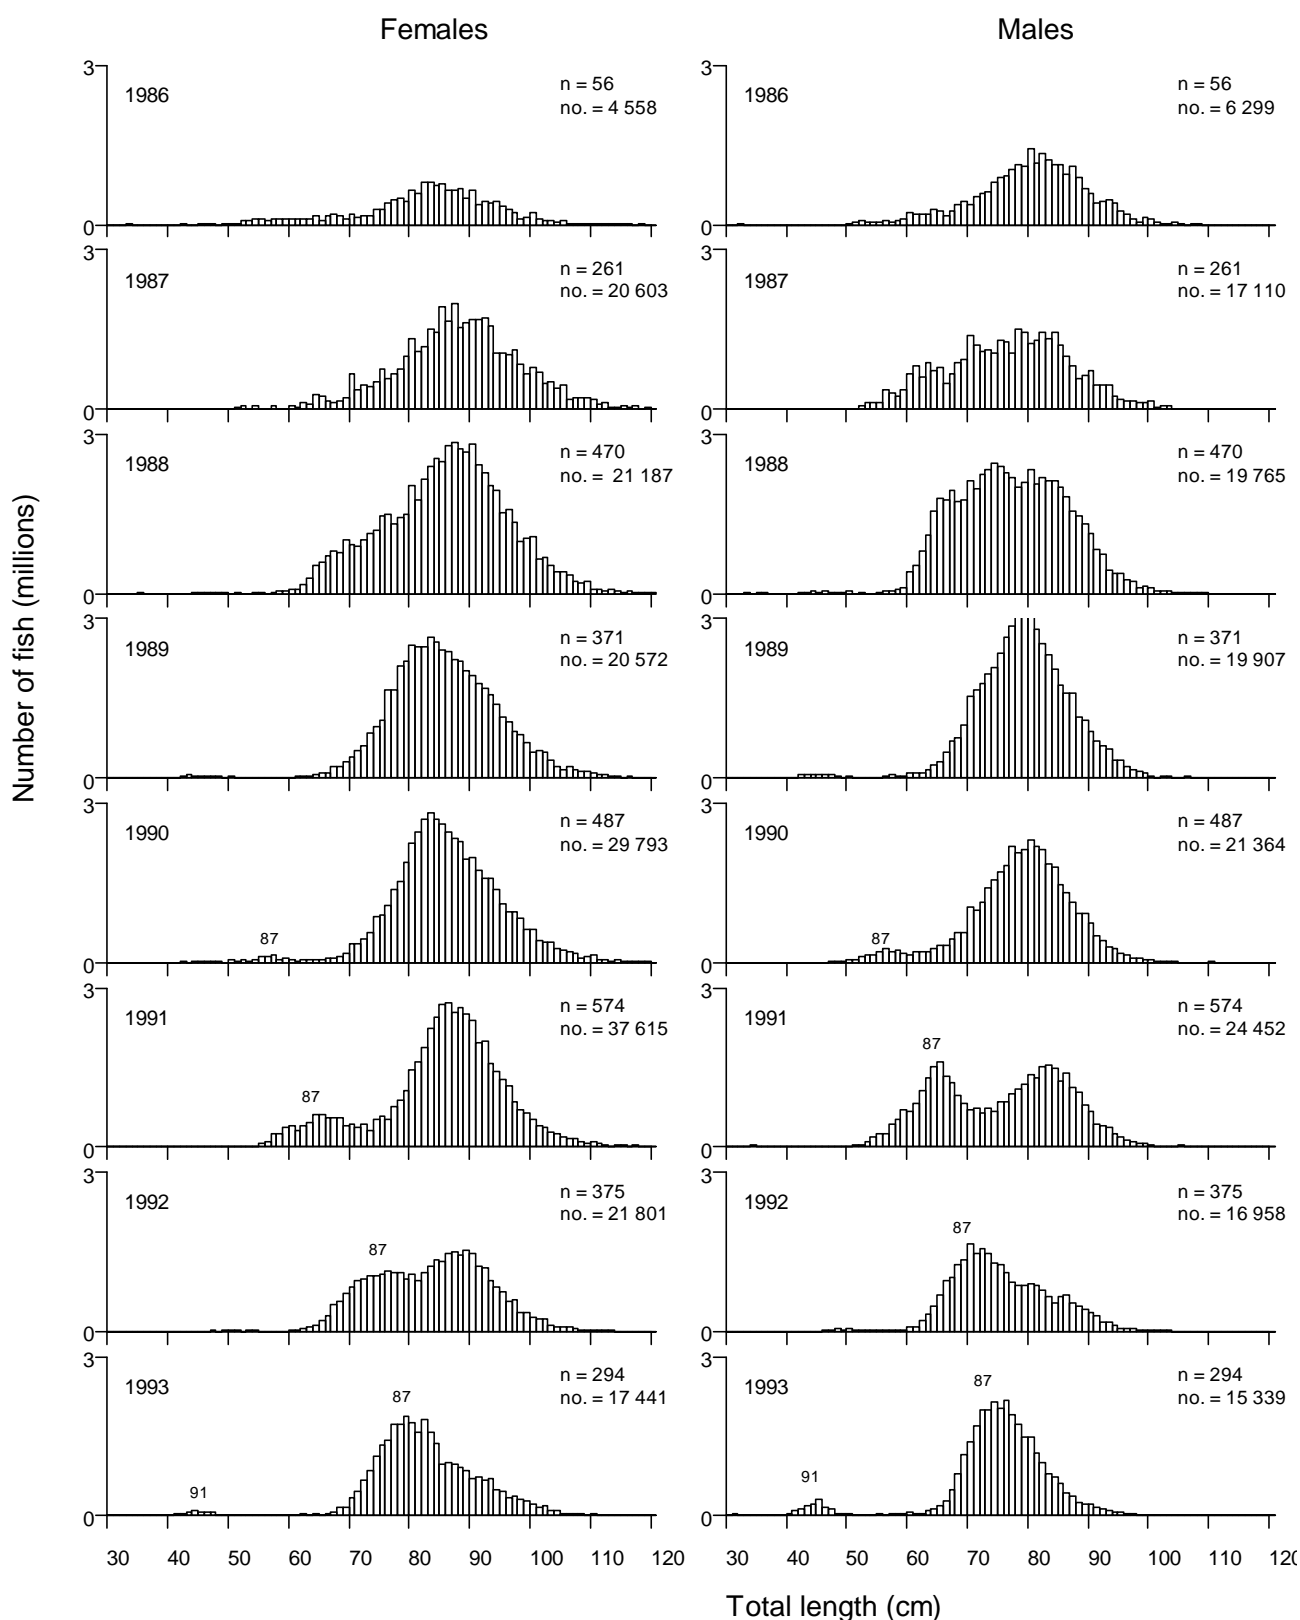 Females
Males
Number of fish (millions)
3
1986
n = 56
no. = 4 558
0
3
1986
n = 56
no. = 6 299
0
3
1987
n = 261
no. = 20 603
0
1987
n = 261
no. = 17 110
3
0
3
1988
n = 470
no. = 21 187
0
3
1988
n = 470
no. = 19 765
0
3
1989
n = 371
no. = 20 572
0
3
1989
n = 371
no. = 19 907
0
3
1990
n = 487
no. = 29 793
87
0
3
1990
n = 487
no. = 21 364
87
0
3
1991
n = 574
no. = 37 615
87
0
3
1991
n = 574
no. = 24 452
87
0
3
1992
n = 375
no. = 21 801
87
0
3
1992
n = 375
no. = 16 958
87
0
3
1993
n = 294
no. = 17 441
87
91
0
3
1993
n = 294
no. = 15 339
87
91
0
30 40 50 60 70 80 90 100 110 120
30 40 50 60 70 80 90 100 110 120
Total length (cm)